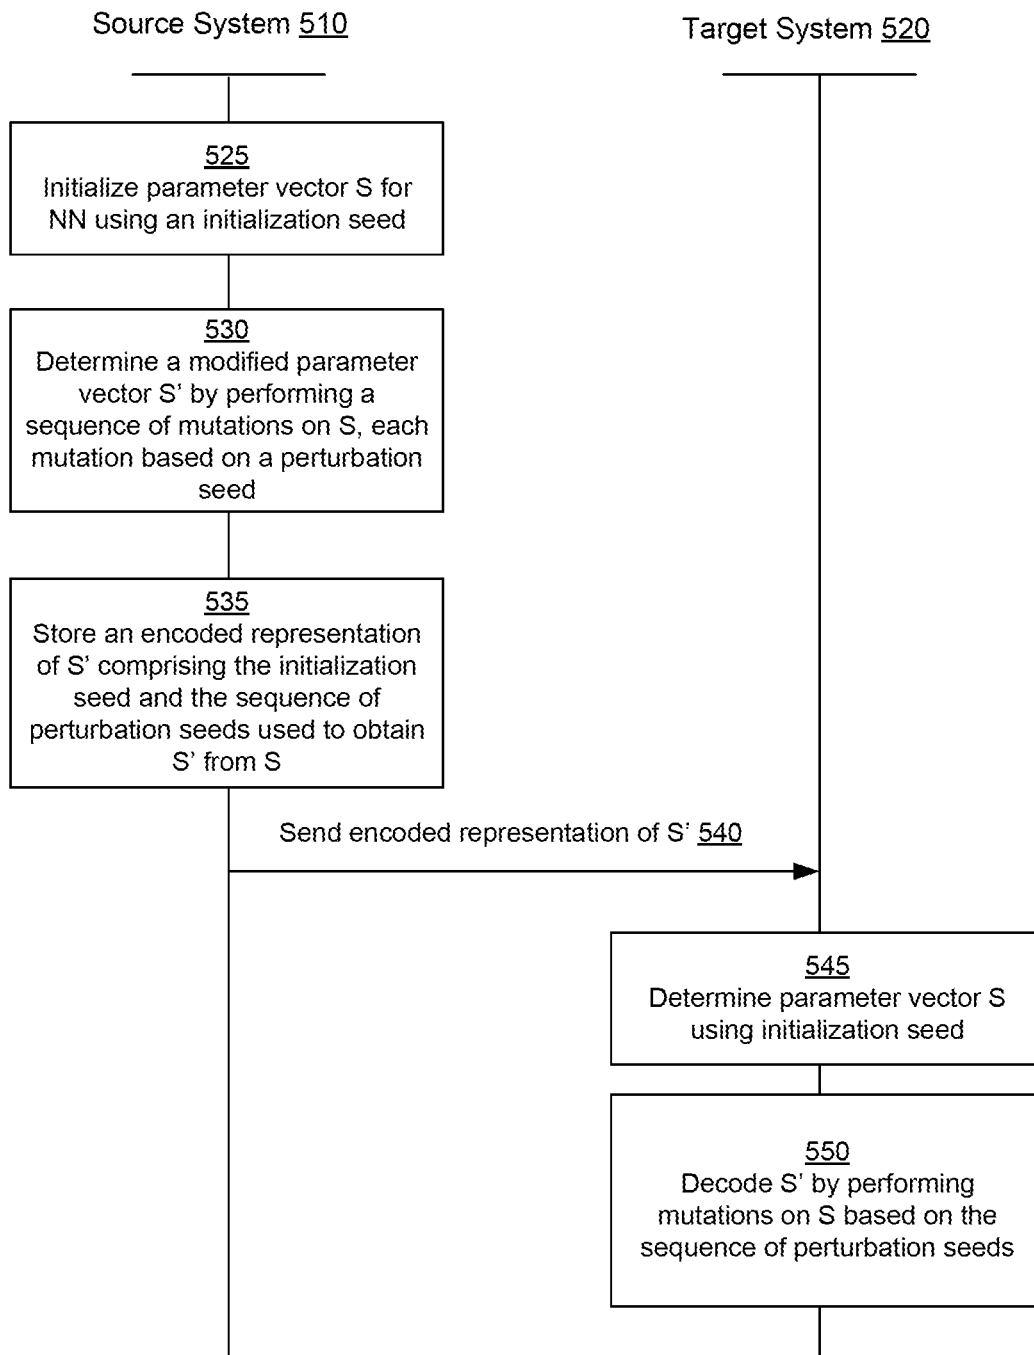 Source System 510
Target System 520
525
Initialize parameter vector S for
NN using an initialization seed
530
Determine a modified parameter
vector S' by performing a
sequence of mutations on S, each
mutation based on a perturbation
seed
535
Store an encoded representation
of S' comprising the initialization
seed and the sequence of
perturbation seeds used to obtain
S' from S
Send encoded representation of S' 540
545
Determine parameter vector S
using initialization seed
550
Decode S' by performing
mutations on S based on the
sequence of perturbation seeds